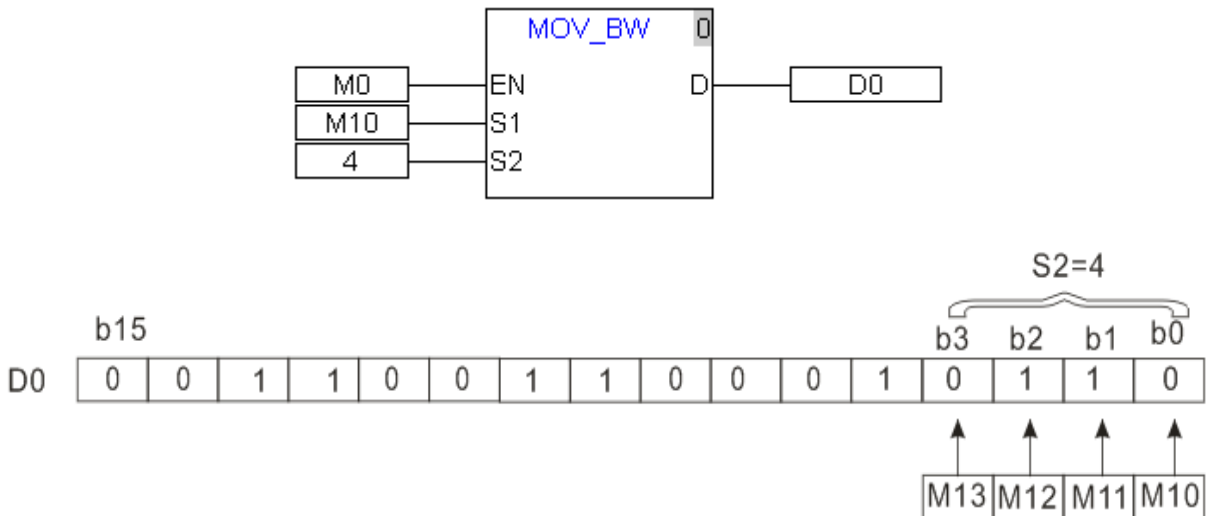 MOV_BW 0
M0 EN D D0
M10 S1
4 S2
S2=4
b15 b3 b2 b1 b0
D0 0 0 1 1 0 0 1 1 0 0 0 1 0 1 1 0
M13 M12 M11 M10